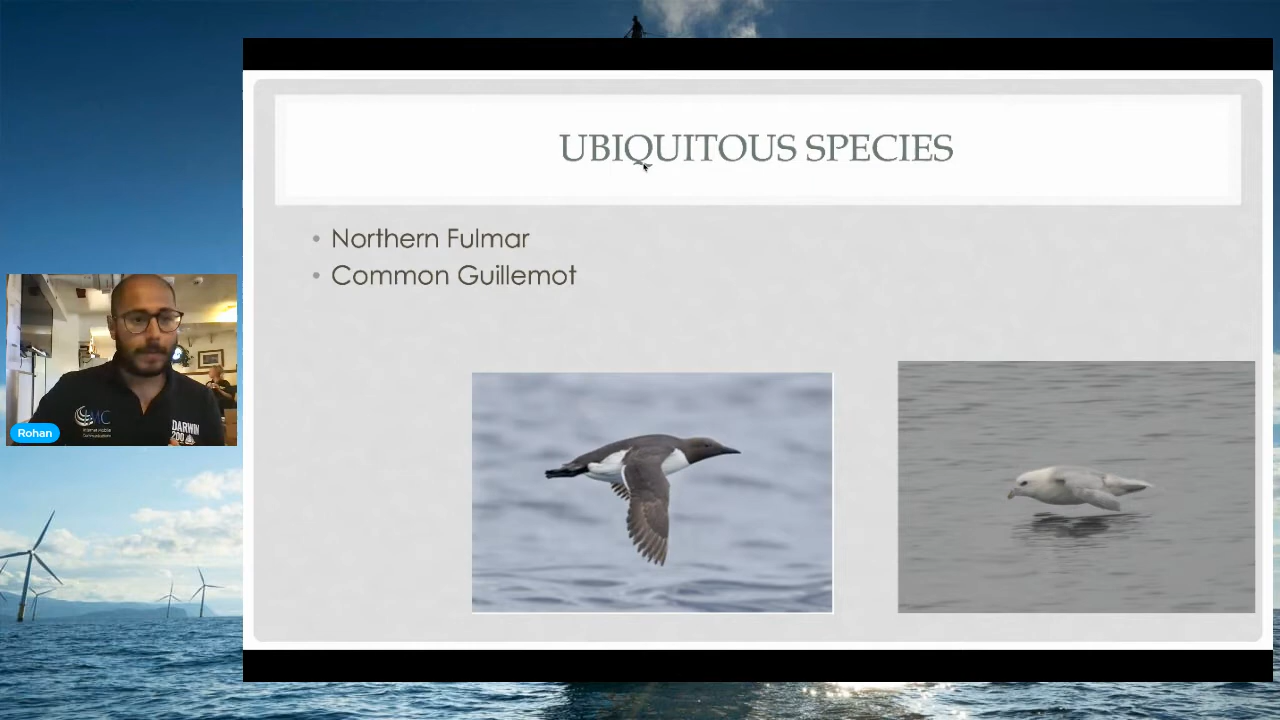 UBIQUITOUS SPECIES
Northern Fulmar
Common Guillemot
Rohan
DARWIN
200